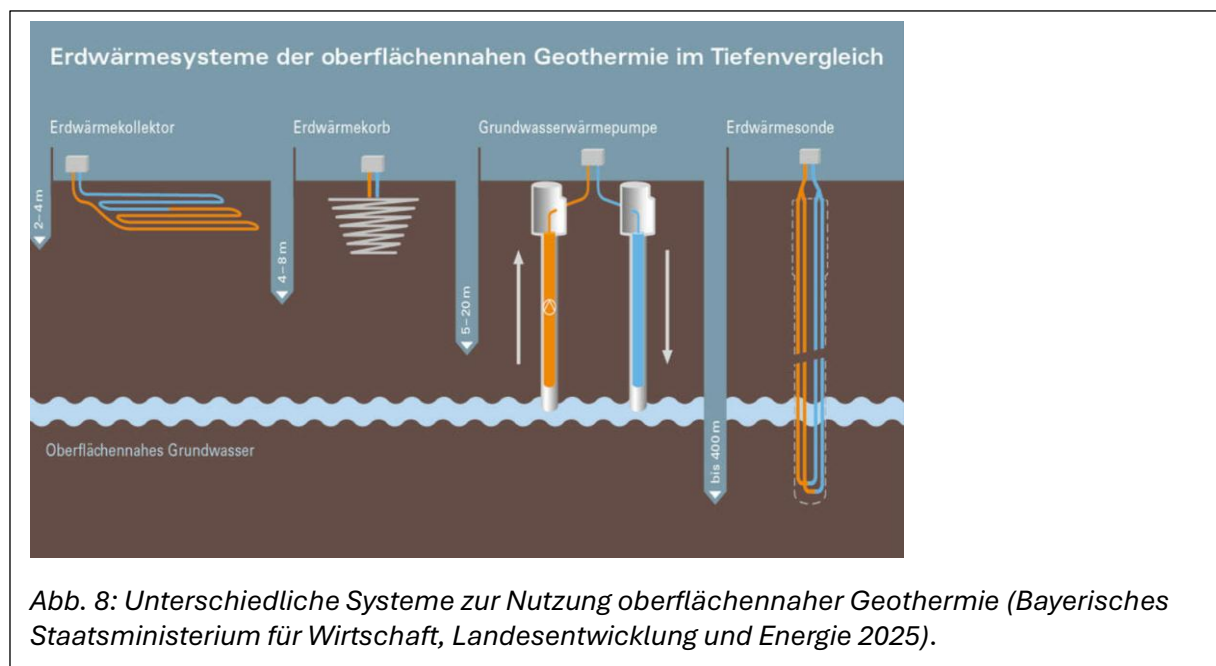 Erdwärmesysteme der oberflächennahen Geothermie im Tiefenvergleich
Erdwärmekollektor
Erdwärmekorb
Grundwasserwärmepumpe
Erdwärmesonde
2–4 m
4–8 m
5–20 m
bis 400 m
Oberflächennahes Grundwasser
Abb. 8: Unterschiedliche Systeme zur Nutzung oberflächennaher Geothermie (Bayerisches
Staatsministerium für Wirtschaft, Landesentwicklung und Energie 2025).